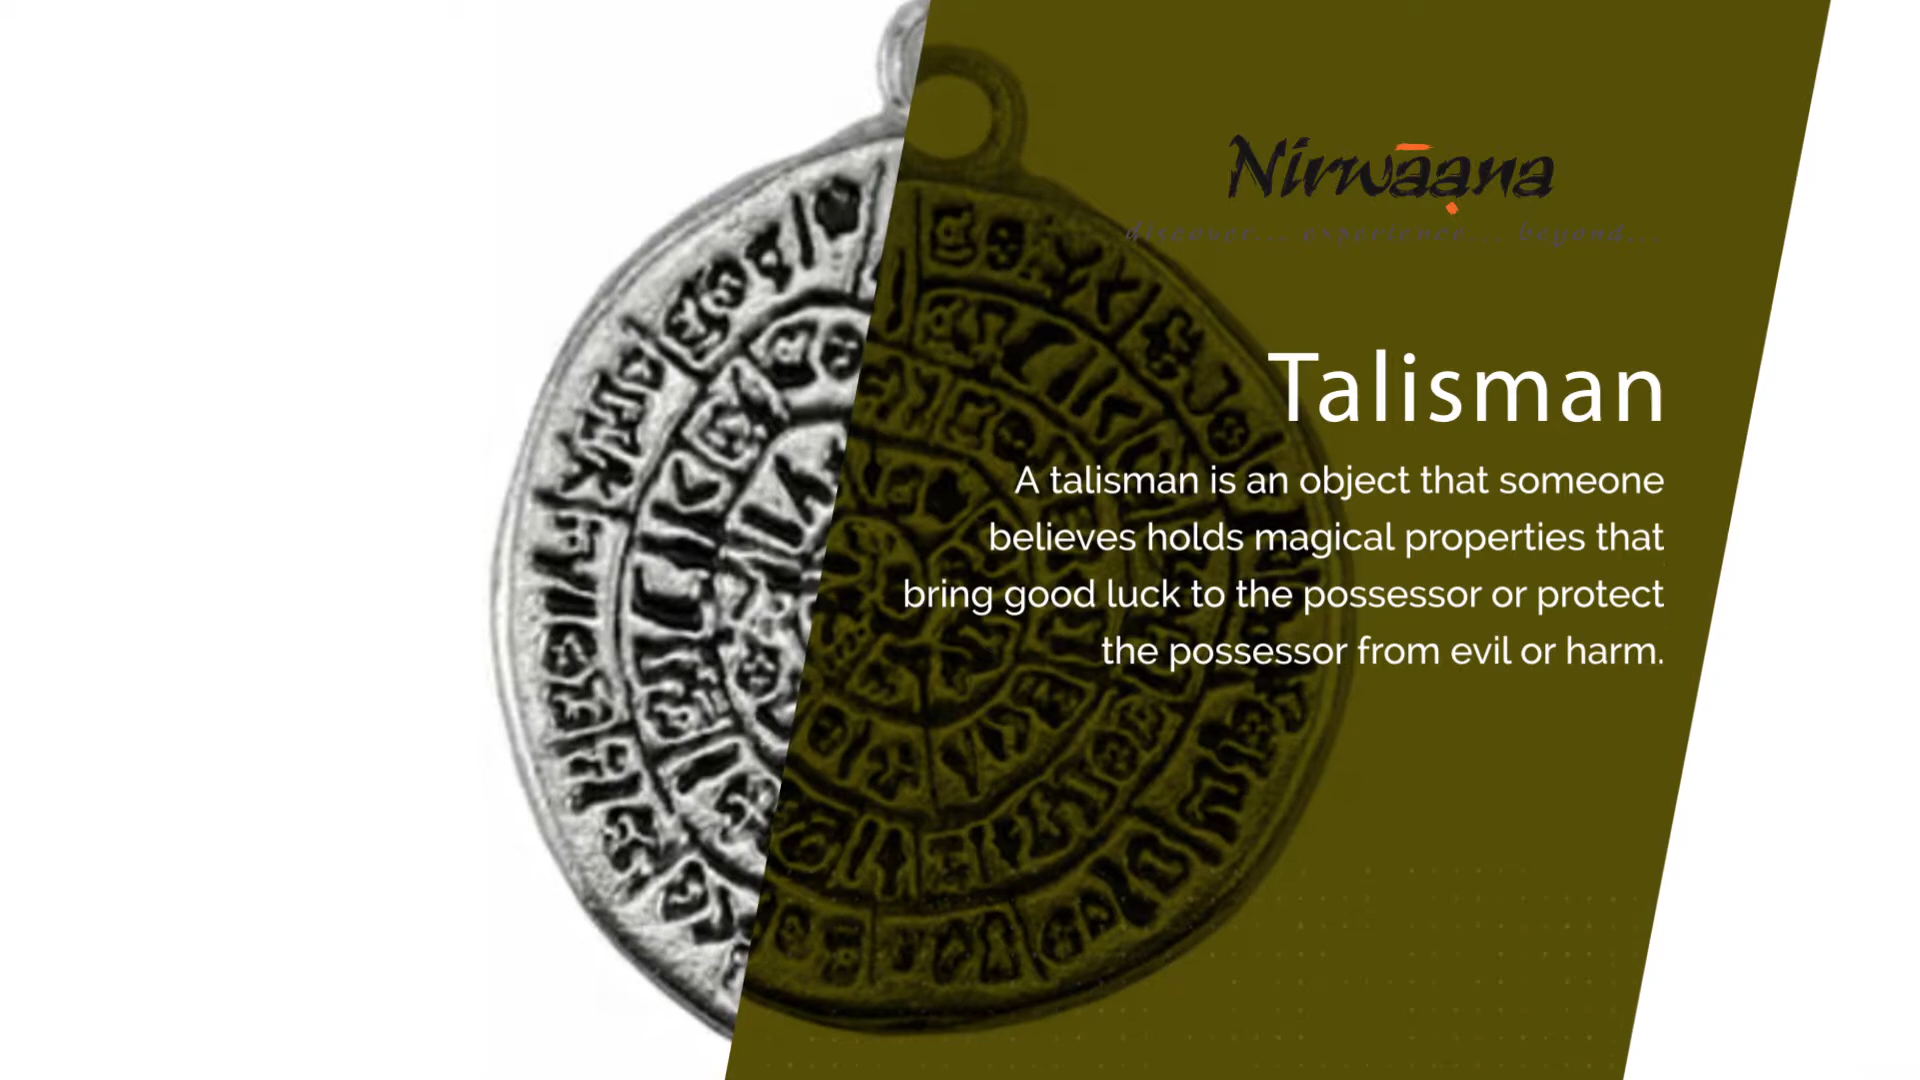 Nirwāạna
discover... experience... beyond...
Talisman
A talisman is an object that someone
believes holds magical properties that
bring good luck to the possessor or protect
the possessor from evil or harm.